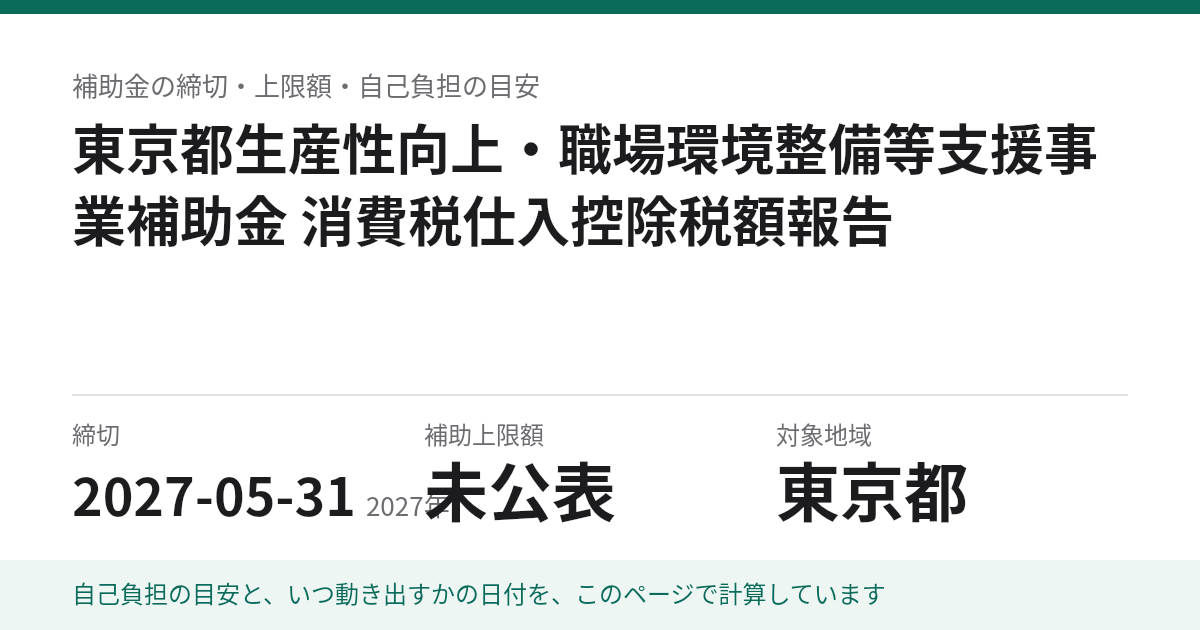 補助金の締切・上限額・自己負担の目安
東京都生産性向上・職場環境整備等支援事
業補助金 消費税仕入控除税額報告
締切 補助上限額 対象地域
2027-05-31 2027年 未公表 東京都
自己負担の目安と、いつ動き出すかの日付を、このページで計算しています